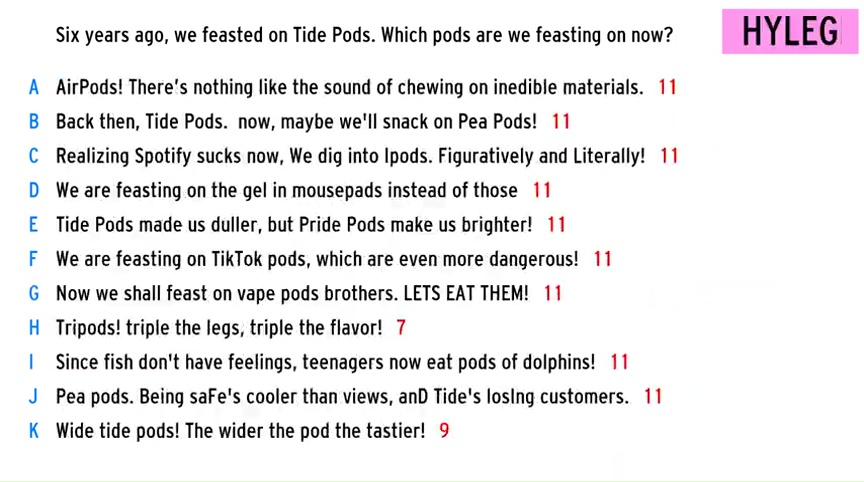 Six years ago, we feasted on Tide Pods. Which pods are we feasting on now?
HYLEG
A AirPods! There's nothing like the sound of chewing on inedible materials. 11
B Back then, Tide Pods. now, maybe we'll snack on Pea Pods! 11
C Realizing Spotify sucks now, We dig into Ipods. Figuratively and Literally! 11
D We are feasting on the gel in mousepads instead of those 11
E Tide Pods made us duller, but Pride Pods make us brighter! 11
F We are feasting on TikTok pods, which are even more dangerous! 11
G Now we shall feast on vape pods brothers. LETS EAT THEM! 11
H Tripods! triple the legs, triple the flavor! 7
I Since fish don't have feelings, teenagers now eat pods of dolphins! 11
J Pea pods. Being saFe's cooler than views, anD Tide's losIng customers. 11
K Wide tide pods! The wider the pod the tastier! 9